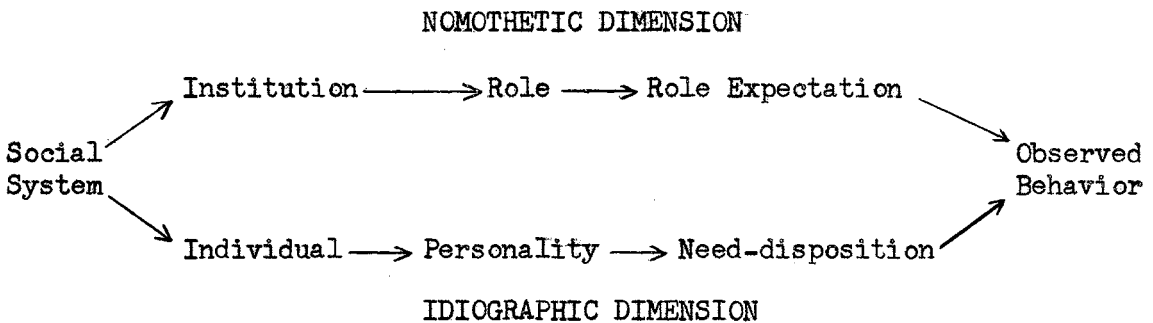 NOMOTHETIC DIMENSION
Institution Role Role Expectation
Social
System
Observed
Behavior
Individual Personality Need-disposition
IDIOGRAPHIC DIMENSION